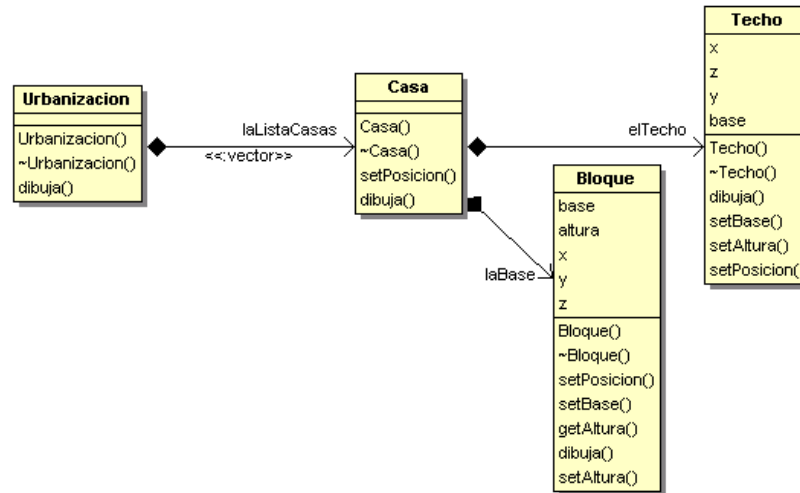 Urbanizacion
Urbanizacion()
~Urbanizacion()
dibuja()
laListaCasas
<<:vector>>
Casa
Casa()
~Casa()
setPosicion()
dibuja()
elTecho
laBase
Bloque
base
altura
x
y
z
Bloque()
~Bloque()
setPosicion()
setBase()
getAltura()
dibuja()
setAltura()
Techo
x
z
y
base
Techo()
~Techo()
dibuja()
setBase()
setAltura()
setPosicion(